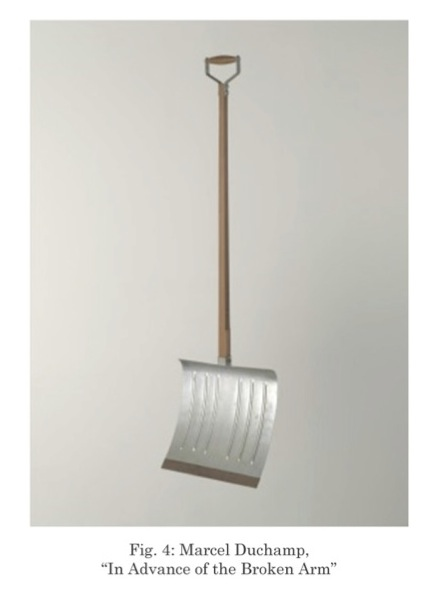 Fig. 4: Marcel Duchamp,
“In Advance of the Broken Arm”